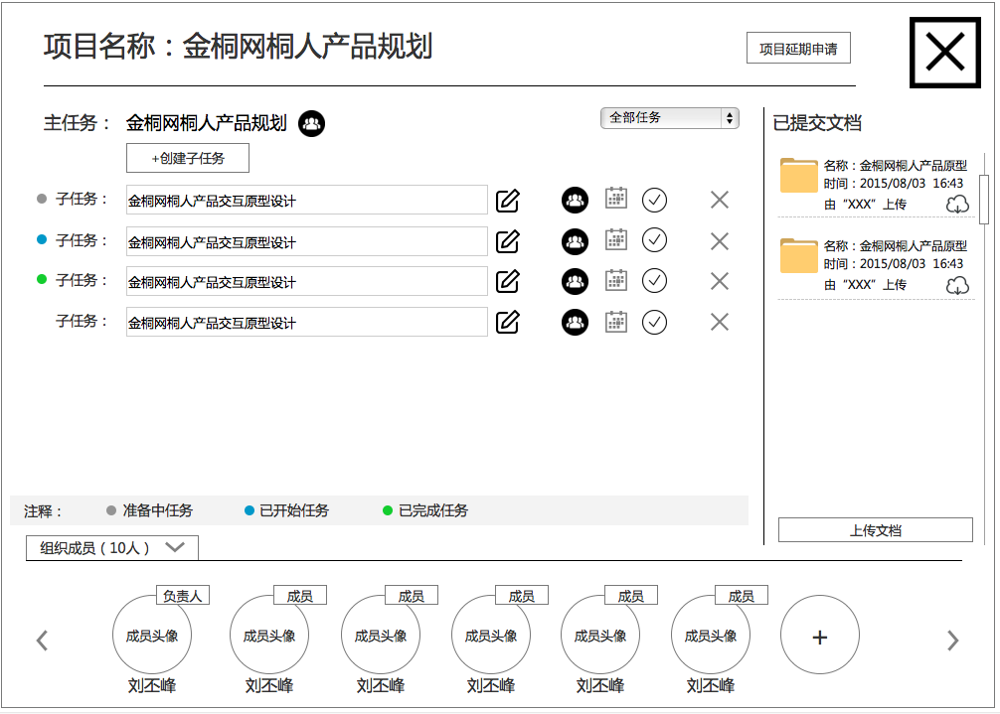 项目名称：金桐网桐人产品规划
项目延期申请
主任务：
金桐网桐人产品规划
全部任务
+创建子任务
子任务：
金桐网桐人产品交互原型设计
子任务：
金桐网桐人产品交互原型设计
子任务：
金桐网桐人产品交互原型设计
子任务：
金桐网桐人产品交互原型设计
已提交文档
名称：金桐网桐人产品原型
时间：2015/08/03 16:43
由“XXX”上传
名称：金桐网桐人产品原型
时间：2015/08/03 16:43
由“XXX”上传
上传文档
注释：
准备中任务
已开始任务
已完成任务
组织成员（10人）
负责人
成员头像
刘丕峰
成员
成员头像
刘丕峰
成员
成员头像
刘丕峰
成员
成员头像
刘丕峰
成员
成员头像
刘丕峰
成员
成员头像
刘丕峰
+